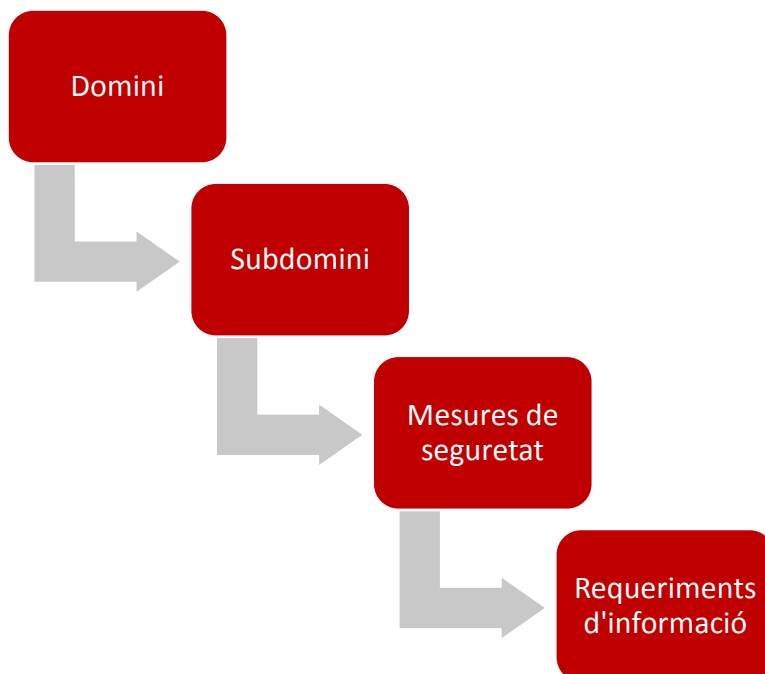 Domini
Subdomini
Mesures de
seguretat
Requeriments
d'informació